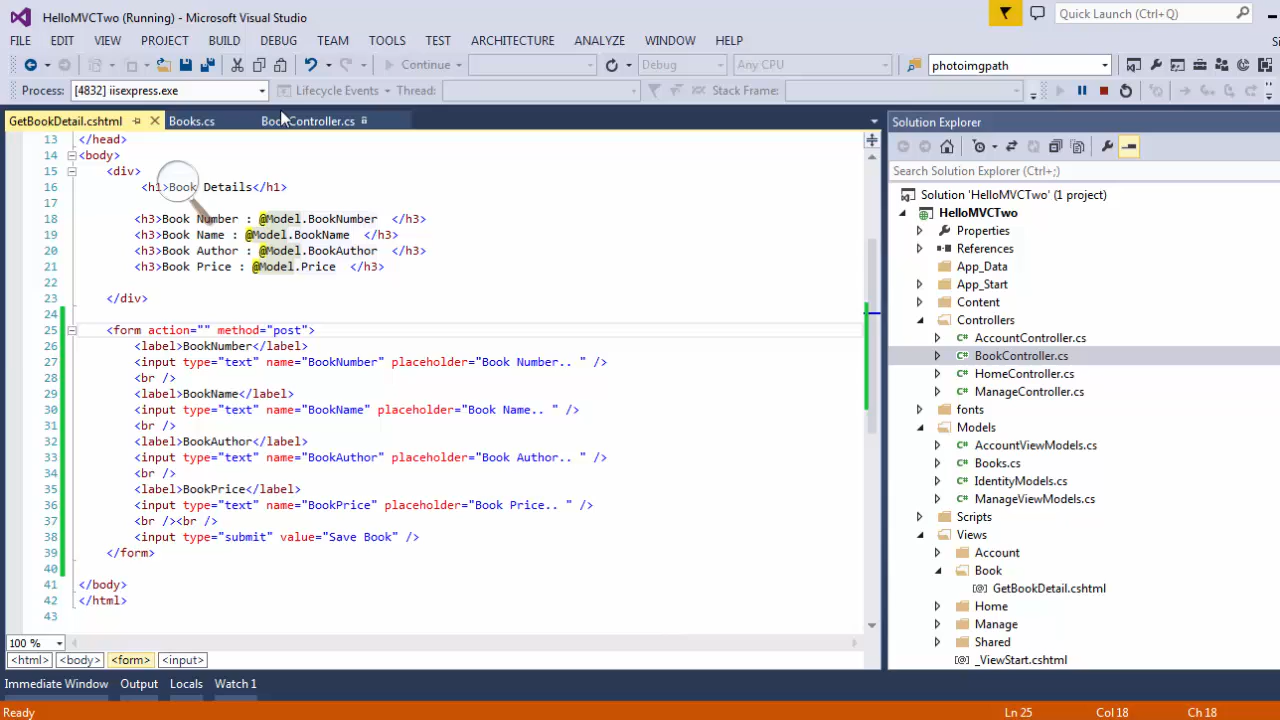 HelloMVCTwo (Running) - Microsoft Visual Studio
Quick Launch (Ctrl+Q)
FILE EDIT VIEW PROJECT BUILD DEBUG TEAM TOOLS TEST ARCHITECTURE ANALYZE WINDOW HELP
Si
Continue Debug Any CPU photoimgpath
Process: [4832] iisexpress.exe Lifecycle Events Thread: Stack Frame:
GetBookDetail.cshtml Books.cs BookController.cs
13 </head>
14 <body>
15 <div>
16 <h1>Book Details</h1>
17
18 <h3>Book Number : @Model.BookNumber </h3>
19 <h3>Book Name : @Model.BookName </h3>
20 <h3>Book Author : @Model.BookAuthor </h3>
21 <h3>Book Price : @Model.Price </h3>
22
23 </div>
24
25 <form action="" method="post">
26 <label>BookNumber</label>
27 <input type="text" name="BookNumber" placeholder="Book Number.. " />
28 <br />
29 <label>BookName</label>
30 <input type="text" name="BookName" placeholder="Book Name.. " />
31 <br />
32 <label>BookAuthor</label>
33 <input type="text" name="BookAuthor" placeholder="Book Author.. " />
34 <br />
35 <label>BookPrice</label>
36 <input type="text" name="BookPrice" placeholder="Book Price.. " />
37 <br /><br />
38 <input type="submit" value="Save Book" />
39 </form>
40
41 </body>
42 </html>
43
100 %
<html> <body> <form> <input>
Solution Explorer
Search Solution Explorer (Ctrl+;)
Solution 'HelloMVCTwo' (1 project)
HelloMVCTwo
Properties
References
App_Data
App_Start
Content
Controllers
C# AccountController.cs
C# BookController.cs
C# HomeController.cs
C# ManageController.cs
fonts
Models
C# AccountViewModels.cs
C# Books.cs
C# IdentityModels.cs
C# ManageViewModels.cs
Scripts
Views
Account
Book
[@] GetBookDetail.cshtml
Home
Manage
Shared
[@] _ViewStart.cshtml
Immediate Window Output Locals Watch 1
Ready Ln 25 Col 18 Ch 18